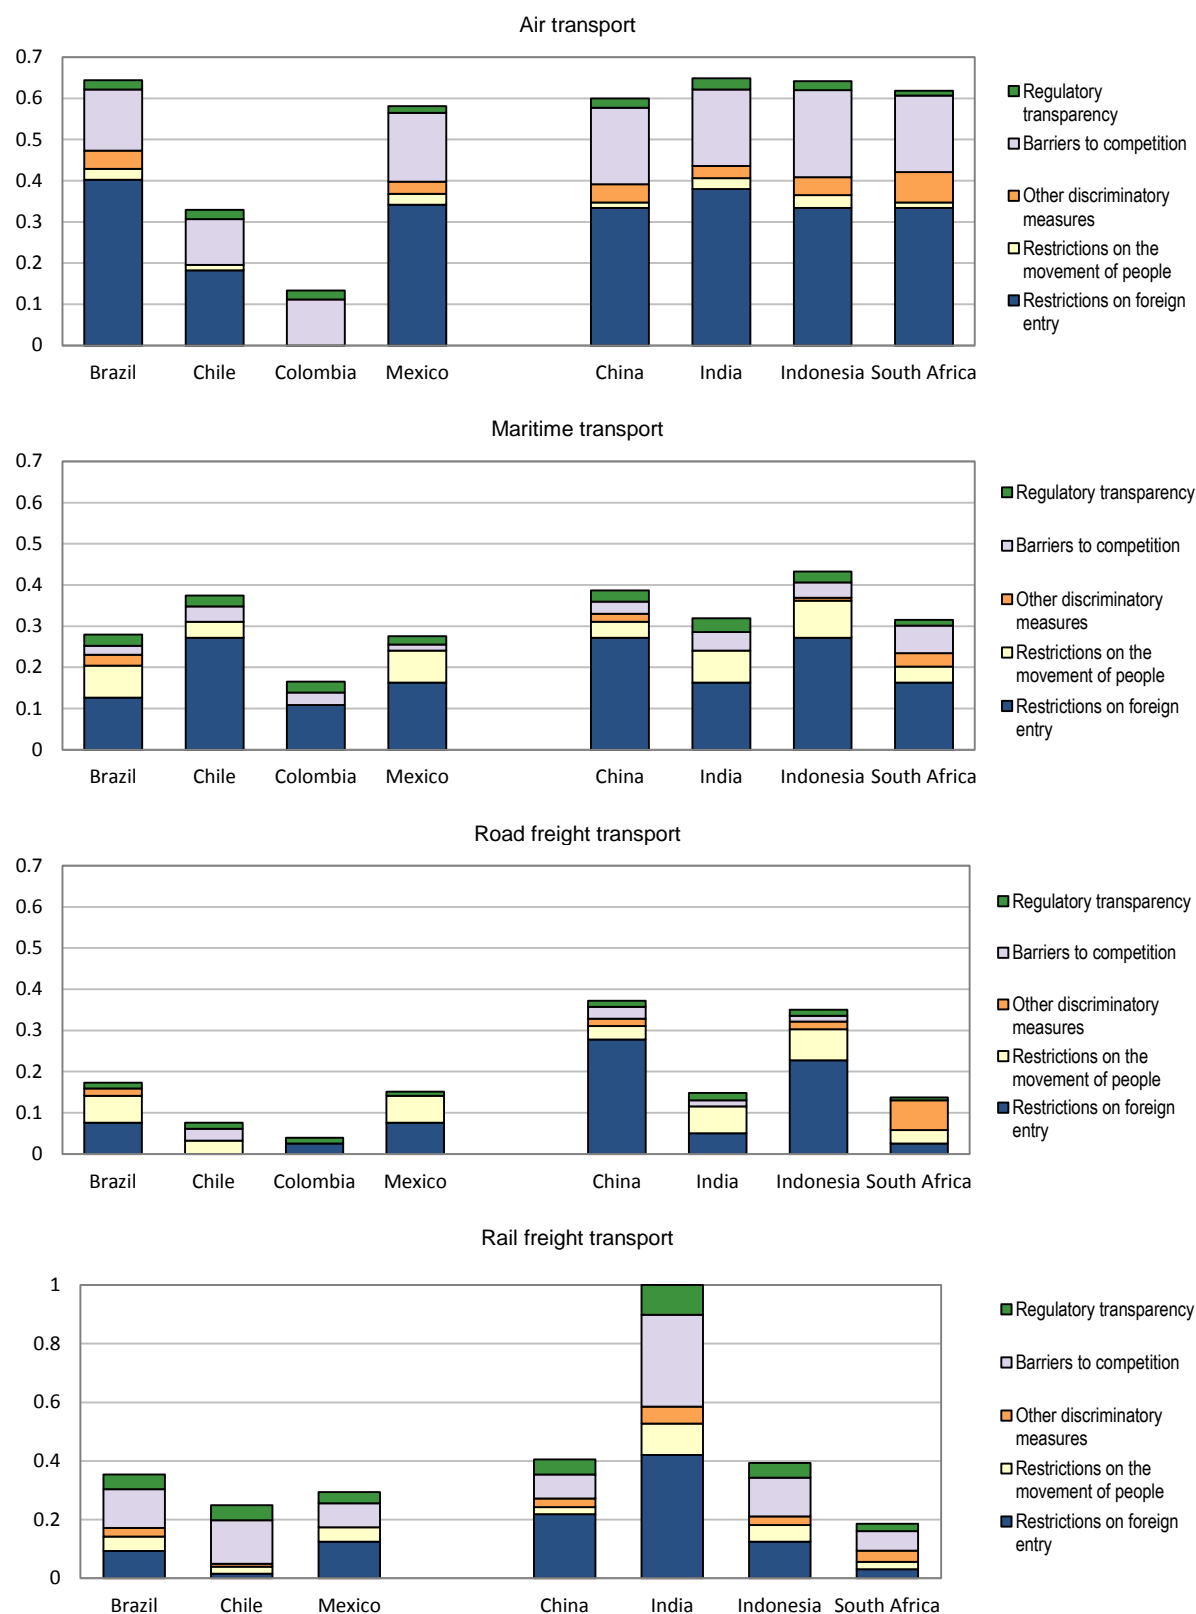 Air transport
0.7
0.6
0.5
0.4
0.3
0.2
0.1
0
Brazil Chile Colombia Mexico China India Indonesia South Africa
Regulatory
transparency
Barriers to competition
Other discriminatory
measures
Restrictions on the
movement of people
Restrictions on foreign
entry
Maritime transport
0.7
0.6
0.5
0.4
0.3
0.2
0.1
0
Brazil Chile Colombia Mexico China India Indonesia South Africa
Regulatory transparency
Barriers to competition
Other discriminatory
measures
Restrictions on the
movement of people
Restrictions on foreign
entry
Road freight transport
0.7
0.6
0.5
0.4
0.3
0.2
0.1
0
Brazil Chile Colombia Mexico China India Indonesia South Africa
Regulatory transparency
Barriers to competition
Other discriminatory
measures
Restrictions on the
movement of people
Restrictions on foreign
entry
Rail freight transport
1
0.8
0.6
0.4
0.2
0
Brazil Chile Mexico China India Indonesia South Africa
Regulatory transparency
Barriers to competition
Other discriminatory
measures
Restrictions on the
movement of people
Restrictions on foreign
entry